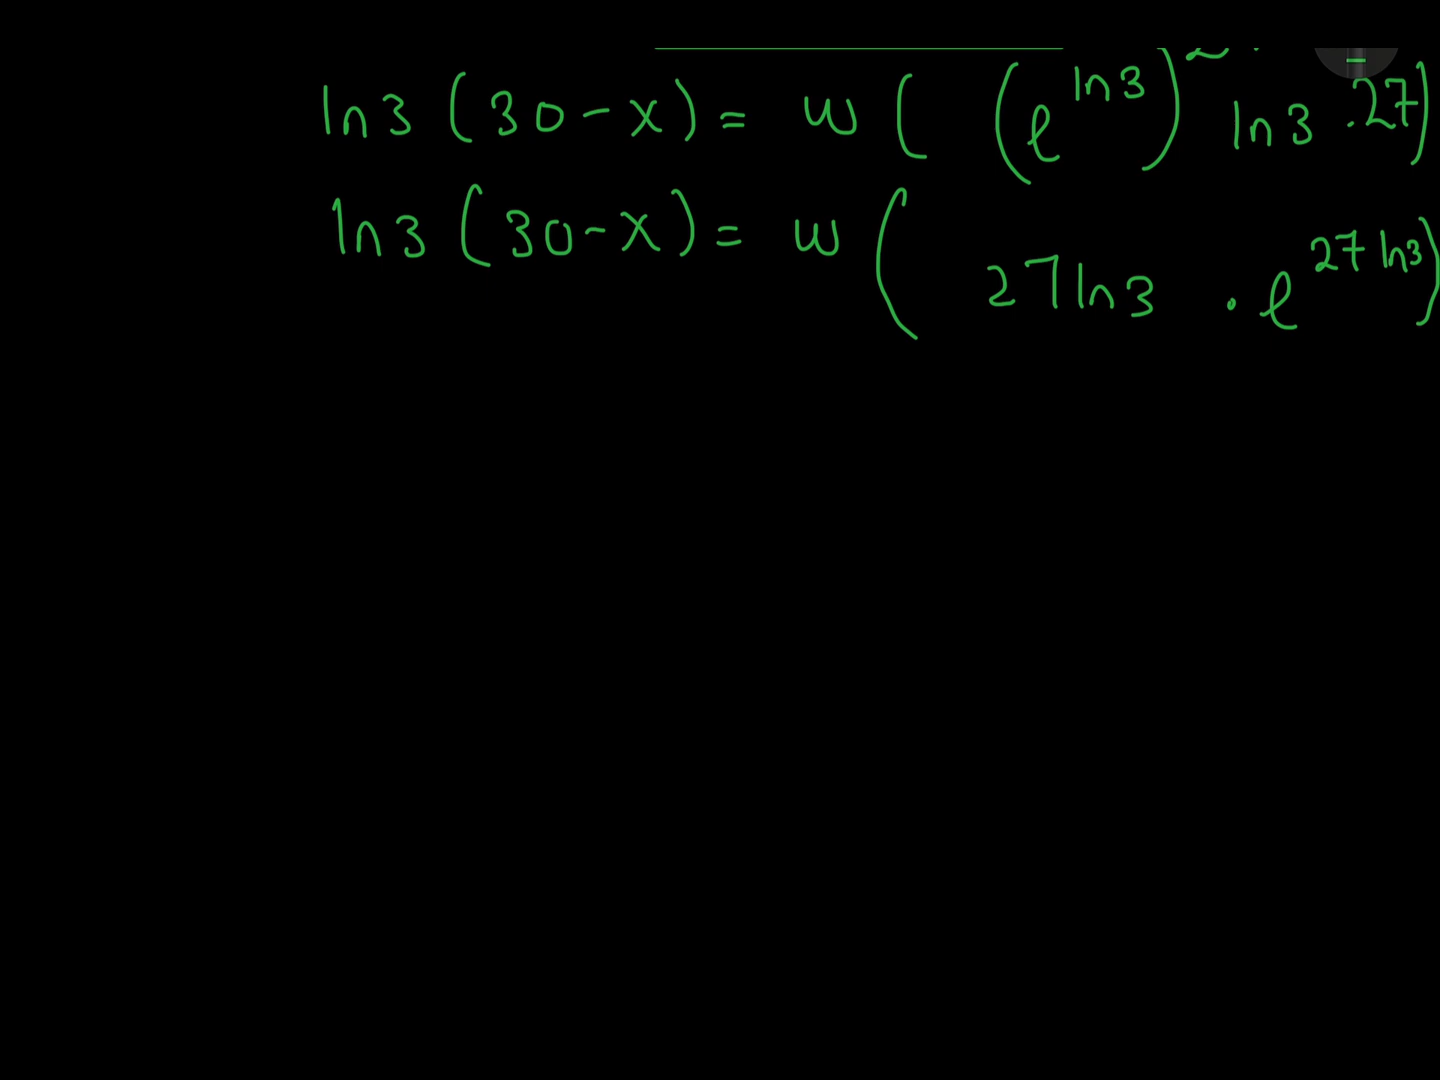 ln3 (30-x) = w ( (e^ln3) ln3 .27)
ln3 (30-x) = w ( 27ln3 . e^27 ln3)